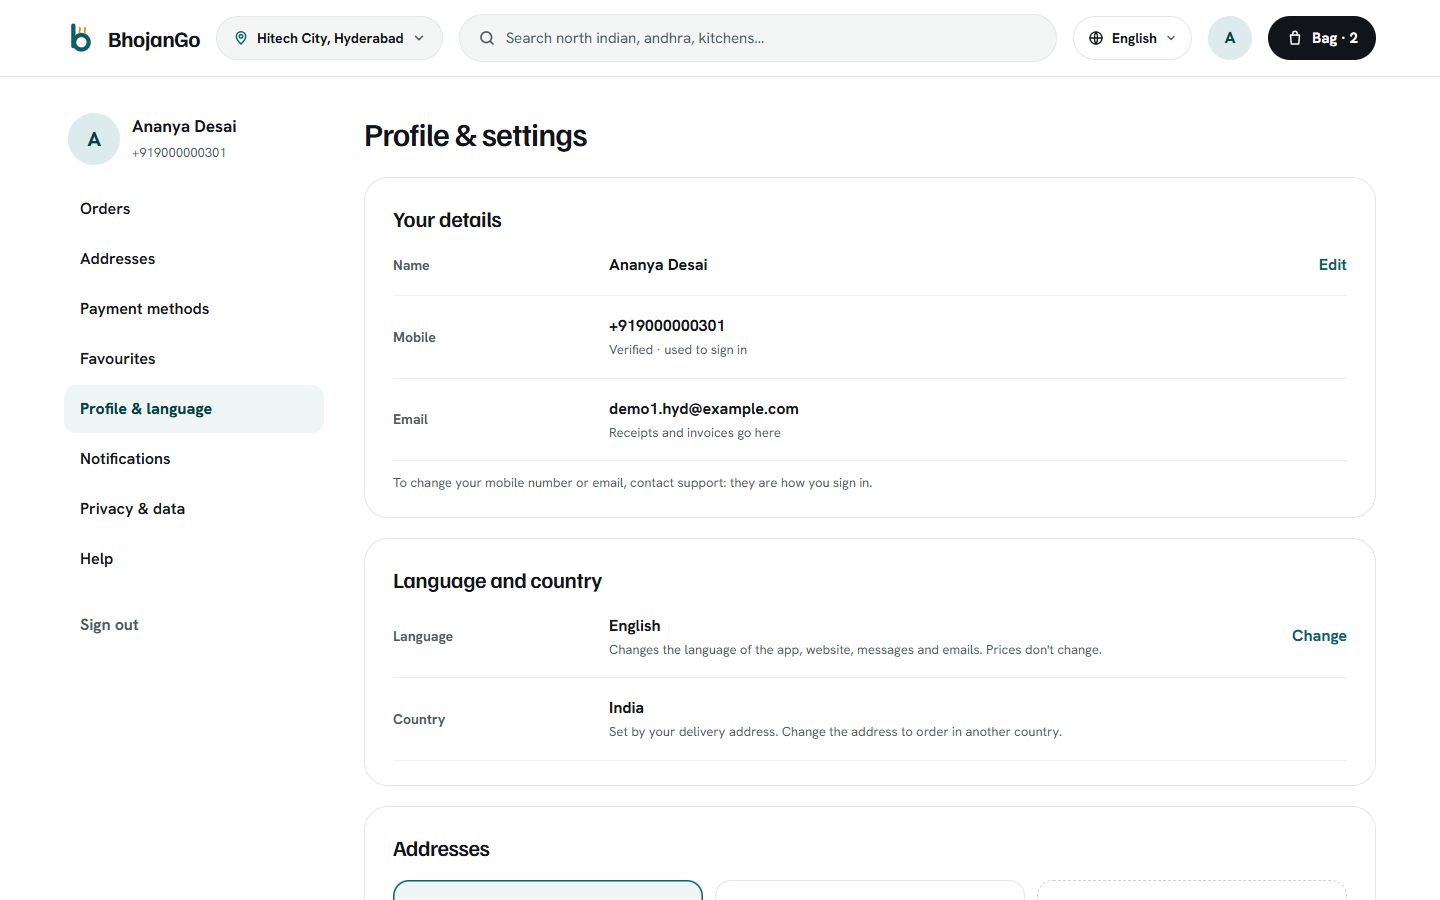 BhojanGo
Hitech City, Hyderabad
Search north indian, andhra, kitchens...
English
A
Bag · 2
A
Ananya Desai
+919000000301
Orders
Addresses
Payment methods
Favourites
Profile & language
Notifications
Privacy & data
Help
Sign out
Profile & settings
Your details
Name
Ananya Desai
Edit
Mobile
+919000000301
Verified · used to sign in
Email
demo1.hyd@example.com
Receipts and invoices go here
To change your mobile number or email, contact support: they are how you sign in.
Language and country
Language
English
Changes the language of the app, website, messages and emails. Prices don't change.
Change
Country
India
Set by your delivery address. Change the address to order in another country.
Addresses